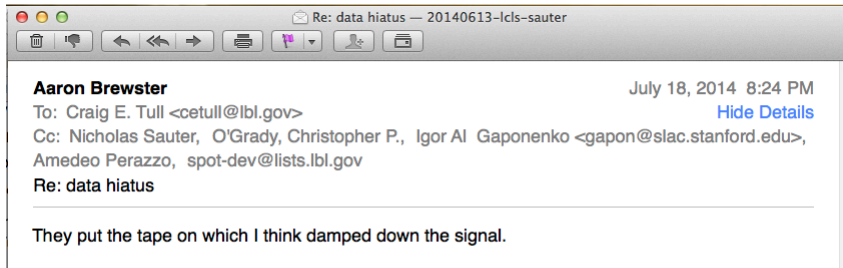 Re: data hiatus — 20140613-lcls-sauter
Aaron Brewster July 18, 2014 8:24 PM
To: Craig E. Tull <cetull@lbl.gov> Hide Details
Cc: Nicholas Sauter, O'Grady, Christopher P., Igor Al Gaponenko <gapon@slac.stanford.edu>,
Amedeo Perazzo, spot-dev@lists.lbl.gov
Re: data hiatus
They put the tape on which I think damped down the signal.